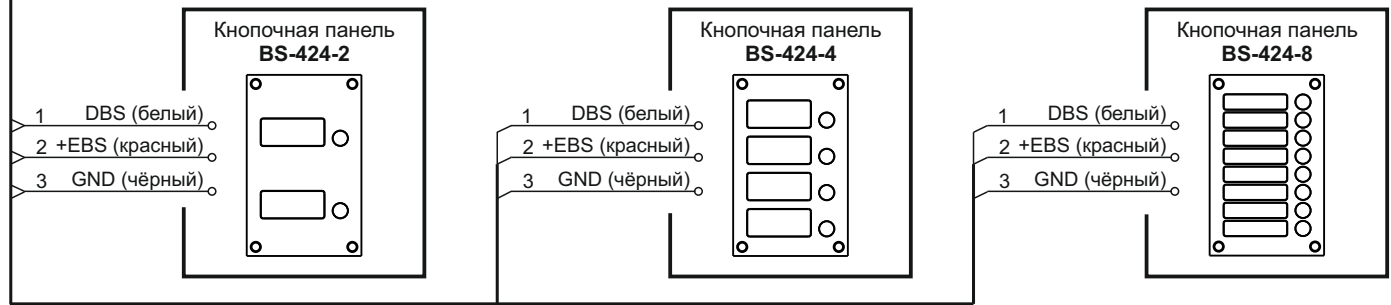 Кнопочная панель
BS-424-2
1 DBS (белый)
2 +EBS (красный)
3 GND (чёрный)
Кнопочная панель
BS-424-4
1 DBS (белый)
2 +EBS (красный)
3 GND (чёрный)
Кнопочная панель
BS-424-8
1 DBS (белый)
2 +EBS (красный)
3 GND (чёрный)